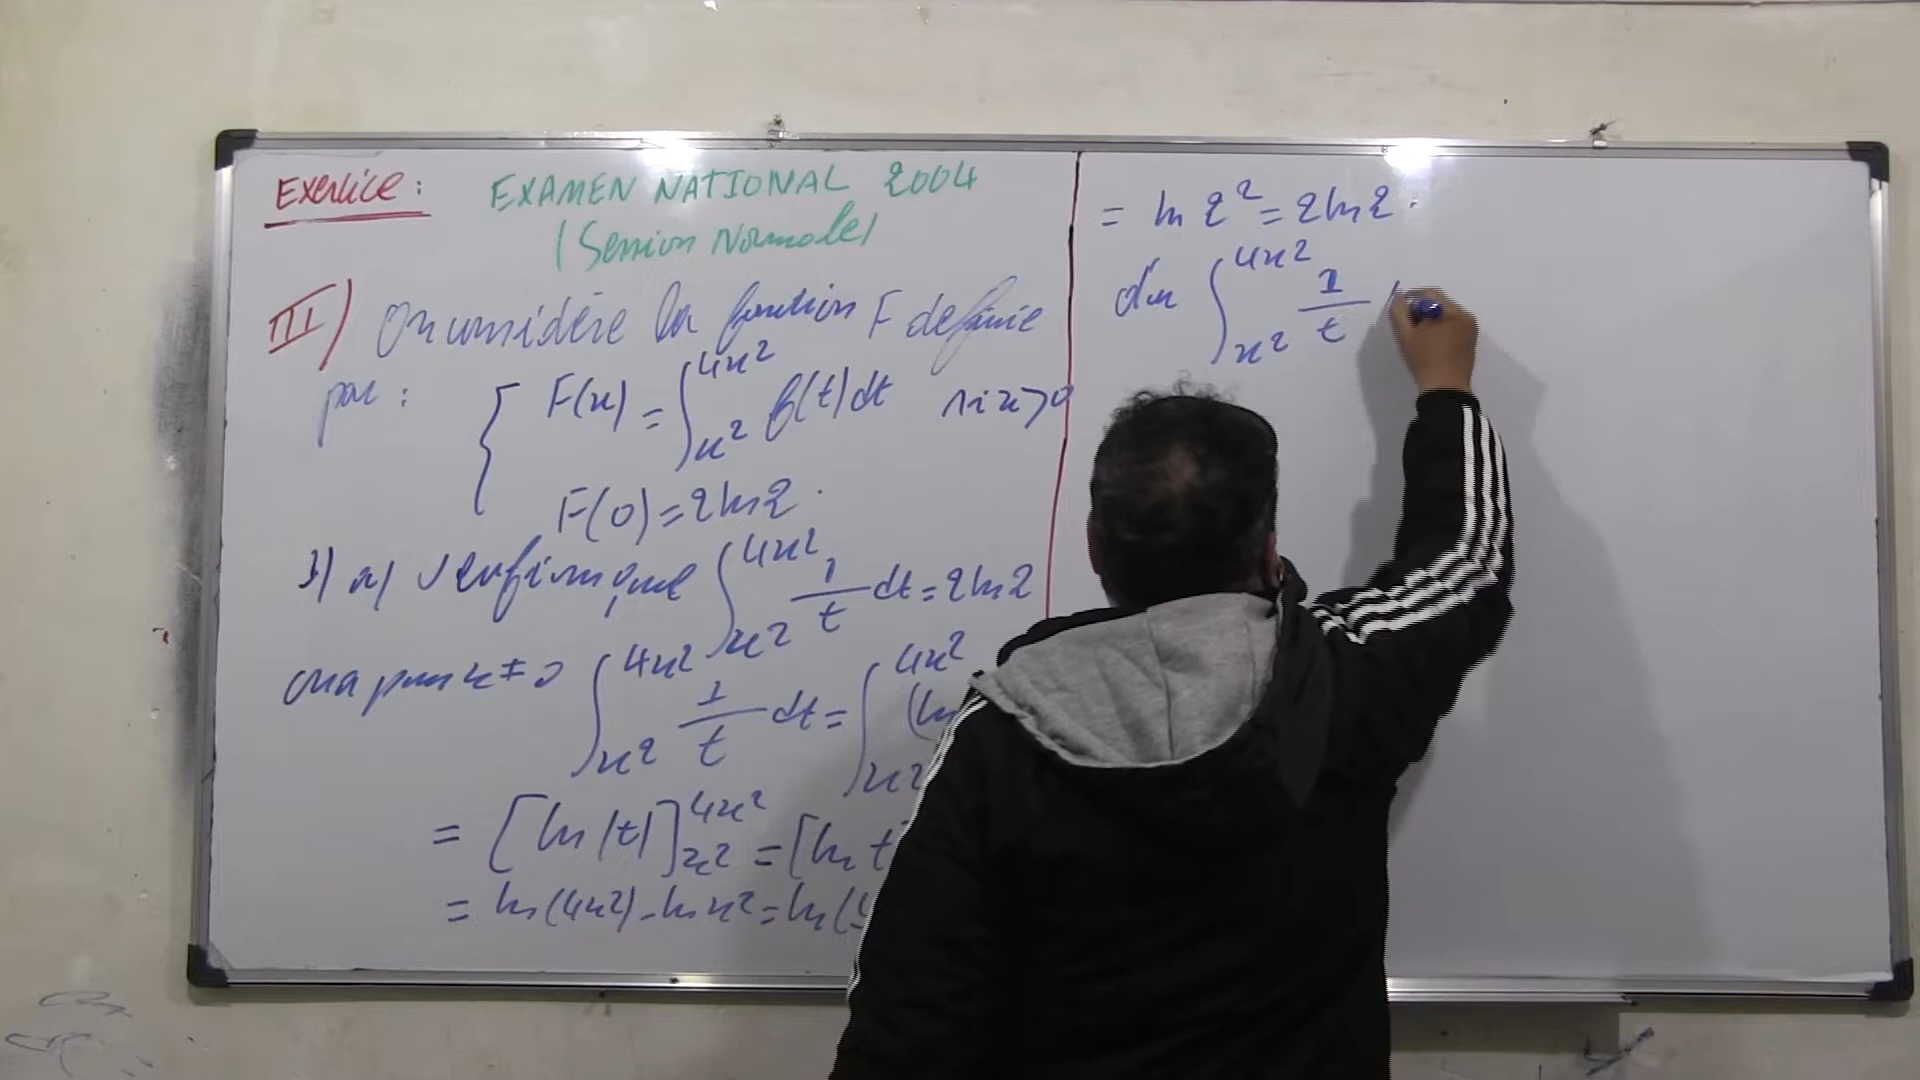 Exercice : EXAMEN NATIONAL 2004
(Session Normale)
III) On considère la fonction F définie
par : { F(x) = ∫_{x²}^{4x²} f(t)dt si x>0
F(0) = 2ln2.
1) a) Vérifions que ∫_{x²}^{4x²} 1/t dt = 2ln2
on a pour x≠0 ∫_{x²}^{4x²} 1/t dt = ∫_{x²}^{4x²} (ln
= [ln|t|]_{x²}^{4x²} = [ln t
= ln(4x²) - ln x² = ln(
= ln 2² = 2ln2.
d'où ∫_{x²}^{4x²} 1/t